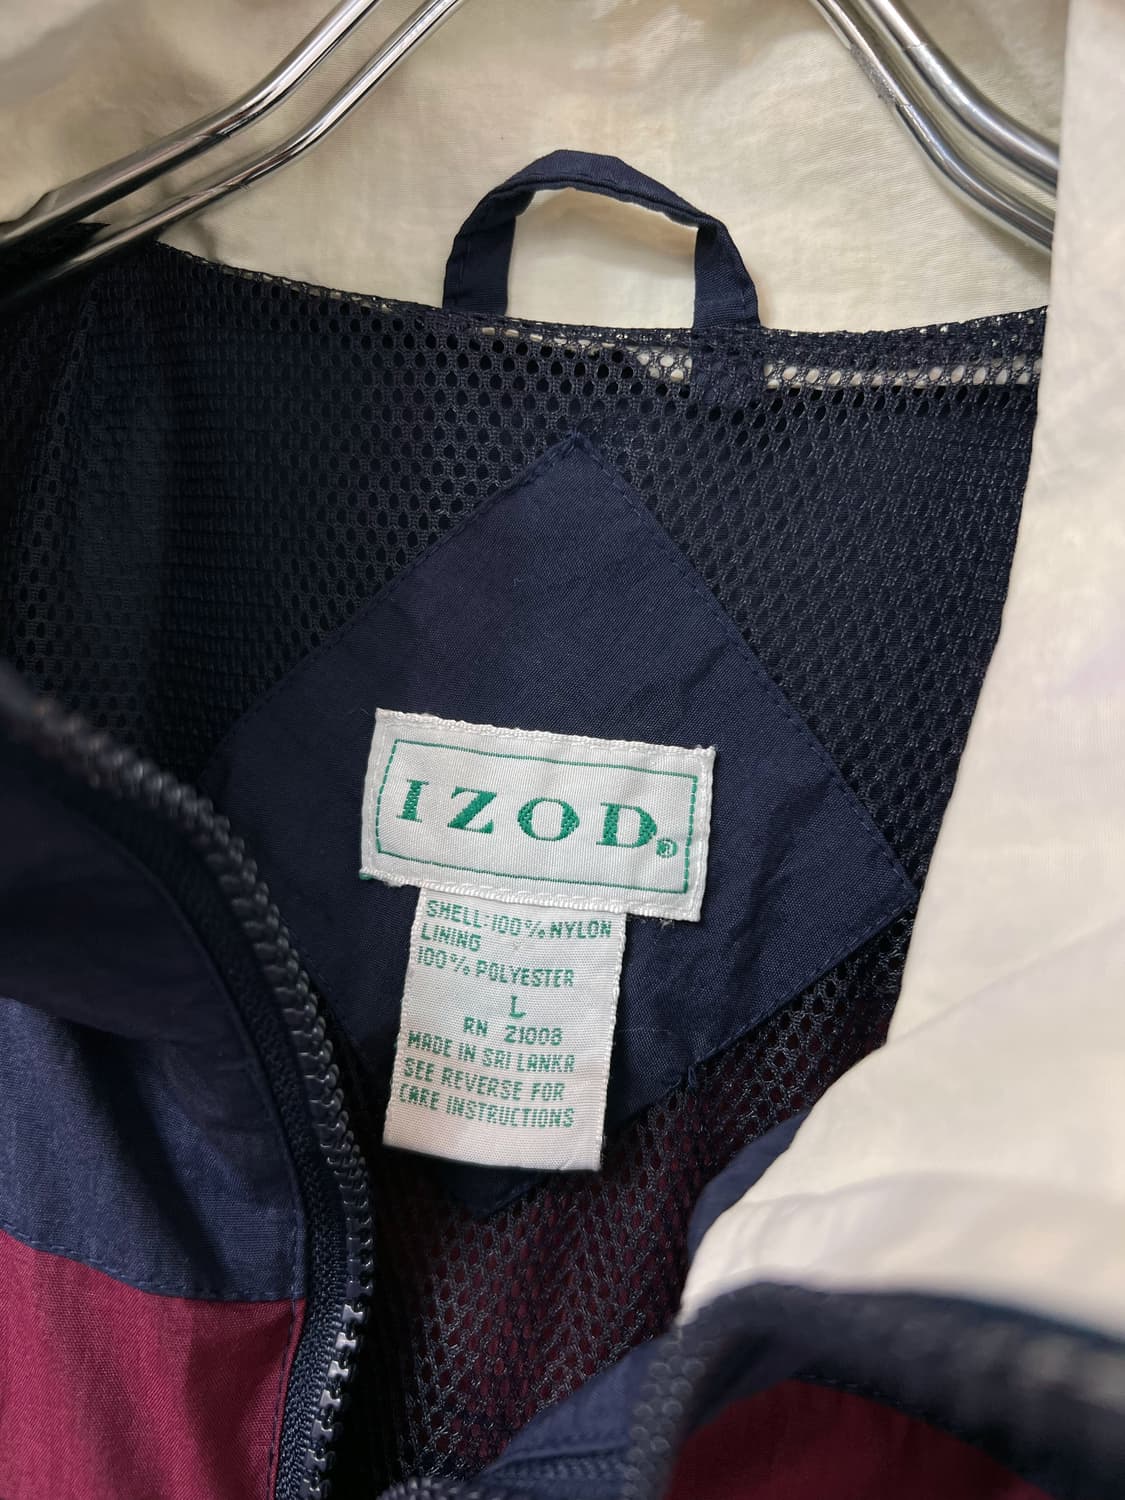 IZOD®
SHELL:100% NYLON
LINING
100% POLYESTER
L
RN 21008
MADE IN SRI LANKA
SEE REVERSE FOR
CARE INSTRUCTIONS